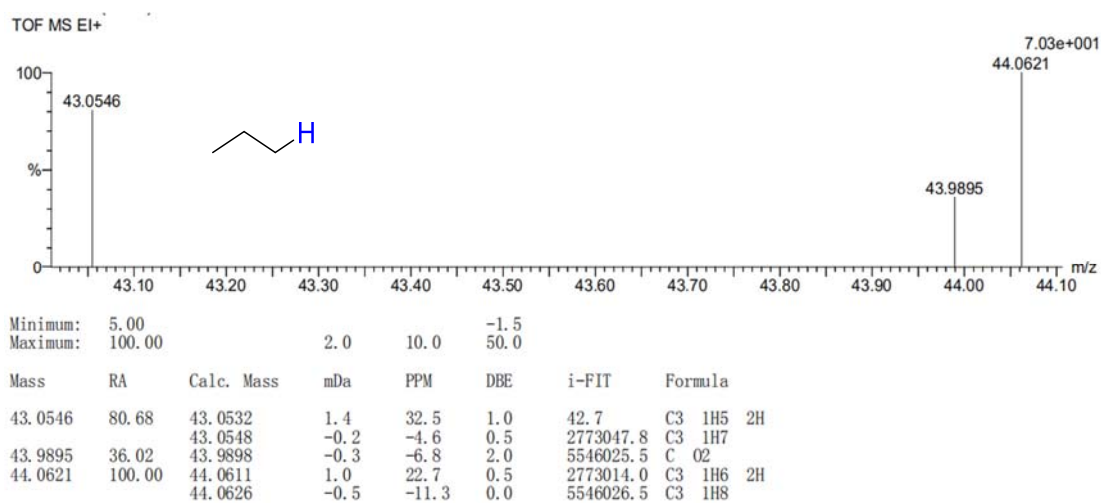 TOF MS EI+
7.03e+001
100
44.0621
43.0546
H
%
43.9895
0
m/z
43.10 43.20 43.30 43.40 43.50 43.60 43.70 43.80 43.90 44.00 44.10
Minimum: 5.00 -1.5
Maximum: 100.00 2.0 10.0 50.0
Mass RA Calc. Mass mDa PPM DBE i-FIT Formula
43.0546 80.68 43.0532 1.4 32.5 1.0 42.7 C3 1H5 2H
43.0548 -0.2 -4.6 0.5 2773047.8 C3 1H7
43.9895 36.02 43.9898 -0.3 -6.8 2.0 5546025.5 C O2
44.0621 100.00 44.0611 1.0 22.7 0.5 2773014.0 C3 1H6 2H
44.0626 -0.5 -11.3 0.0 5546026.5 C3 1H8